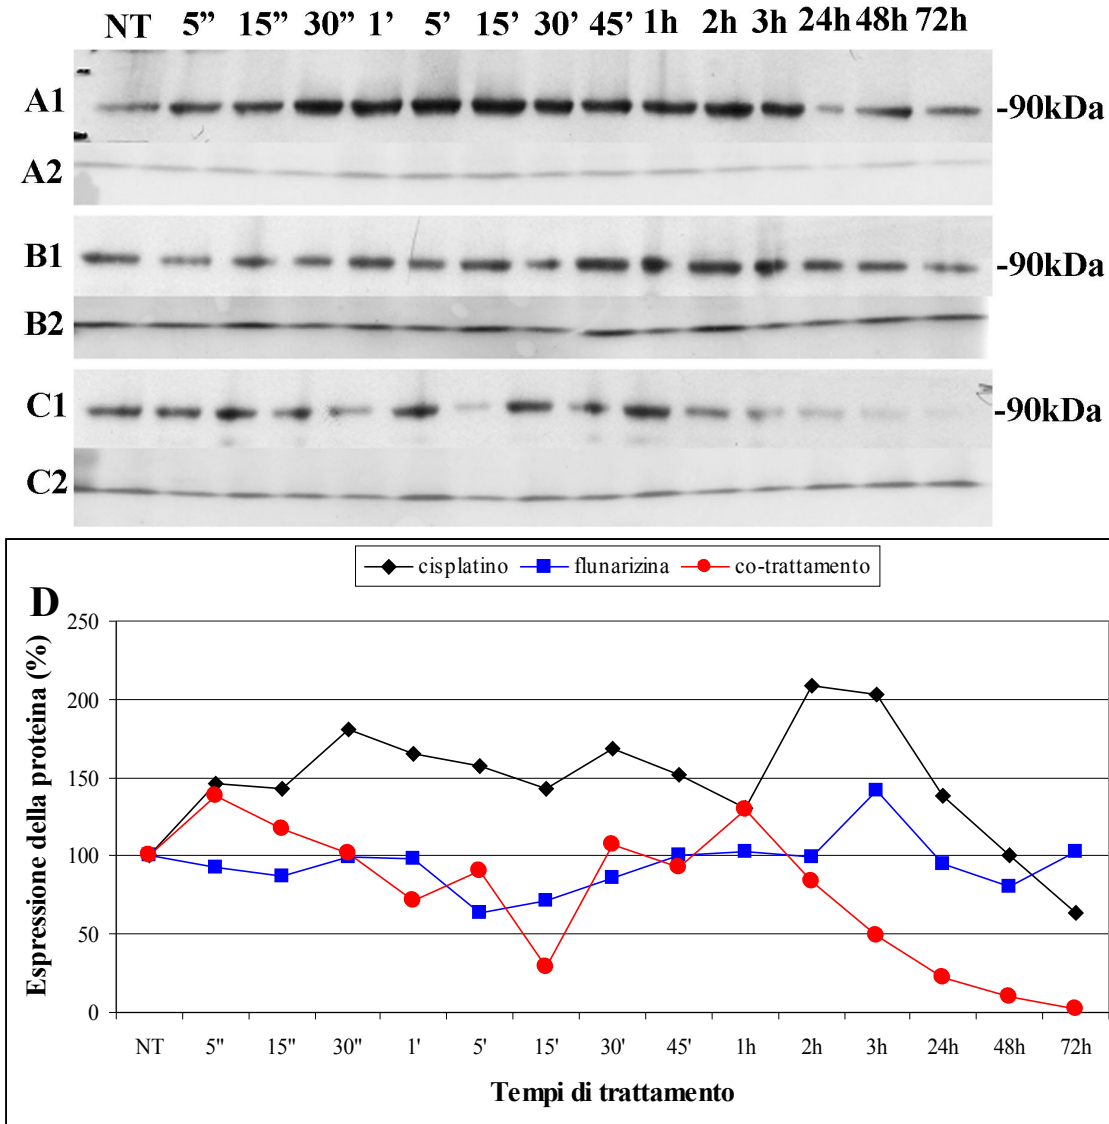 NT 5” 15” 30” 1’ 5’ 15’ 30’ 45’ 1h 2h 3h 24h 48h 72h
A1 -90kDa
A2
B1 -90kDa
B2
C1 -90kDa
C2
cisplatino flunarizina co-trattamento
D
Espressione della proteina (%)
250
200
150
100
50
0
NT 5" 15" 30" 1' 5' 15' 30' 45' 1h 2h 3h 24h 48h 72h
Tempi di trattamento